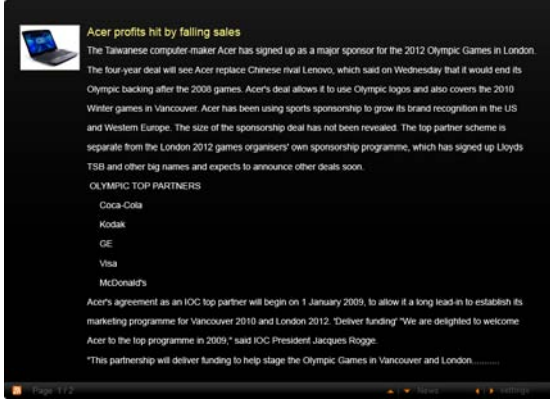 Acer profits hit by falling sales
The Taiwanese computer-maker Acer has signed up as a major sponsor for the 2012 Olympic Games in London.
The four-year deal will see Acer replace Chinese rival Lenovo, which said on Wednesday that it would end its
Olympic backing after the 2008 games. Acer's deal allows it to use Olympic logos and also covers the 2010
Winter games in Vancouver. Acer has been using sports sponsorship to grow its brand recognition in the US
and Western Europe. The size of the sponsorship deal has not been revealed. The top partner scheme is
separate from the London 2012 games organisers' own sponsorship programme, which has signed up Lloyds
TSB and other big names and expects to announce other deals soon.
OLYMPIC TOP PARTNERS
Coca-Cola
Kodak
GE
Visa
McDonald's
Acer's agreement as an IOC top partner will begin on 1 January 2009, to allow it a long lead-in to establish its
marketing programme for Vancouver 2010 and London 2012. 'Deliver funding' "We are delighted to welcome
Acer to the top programme in 2009," said IOC President Jacques Rogge.
"This partnership will deliver funding to help stage the Olympic Games in Vancouver and London...........
Page 1 / 2 News settings